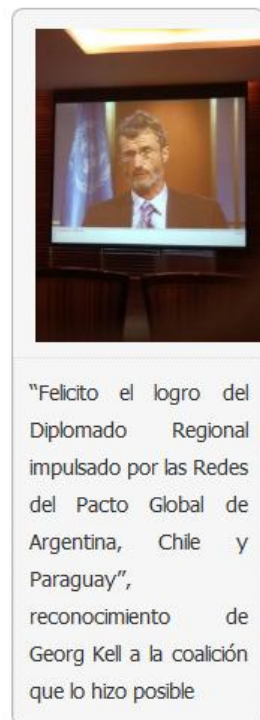 “Felicito el logro del
Diplomado Regional
impulsado por las Redes
del Pacto Global de
Argentina, Chile y
Paraguay”,
reconocimiento de
Georg Kell a la coalición
que lo hizo posible